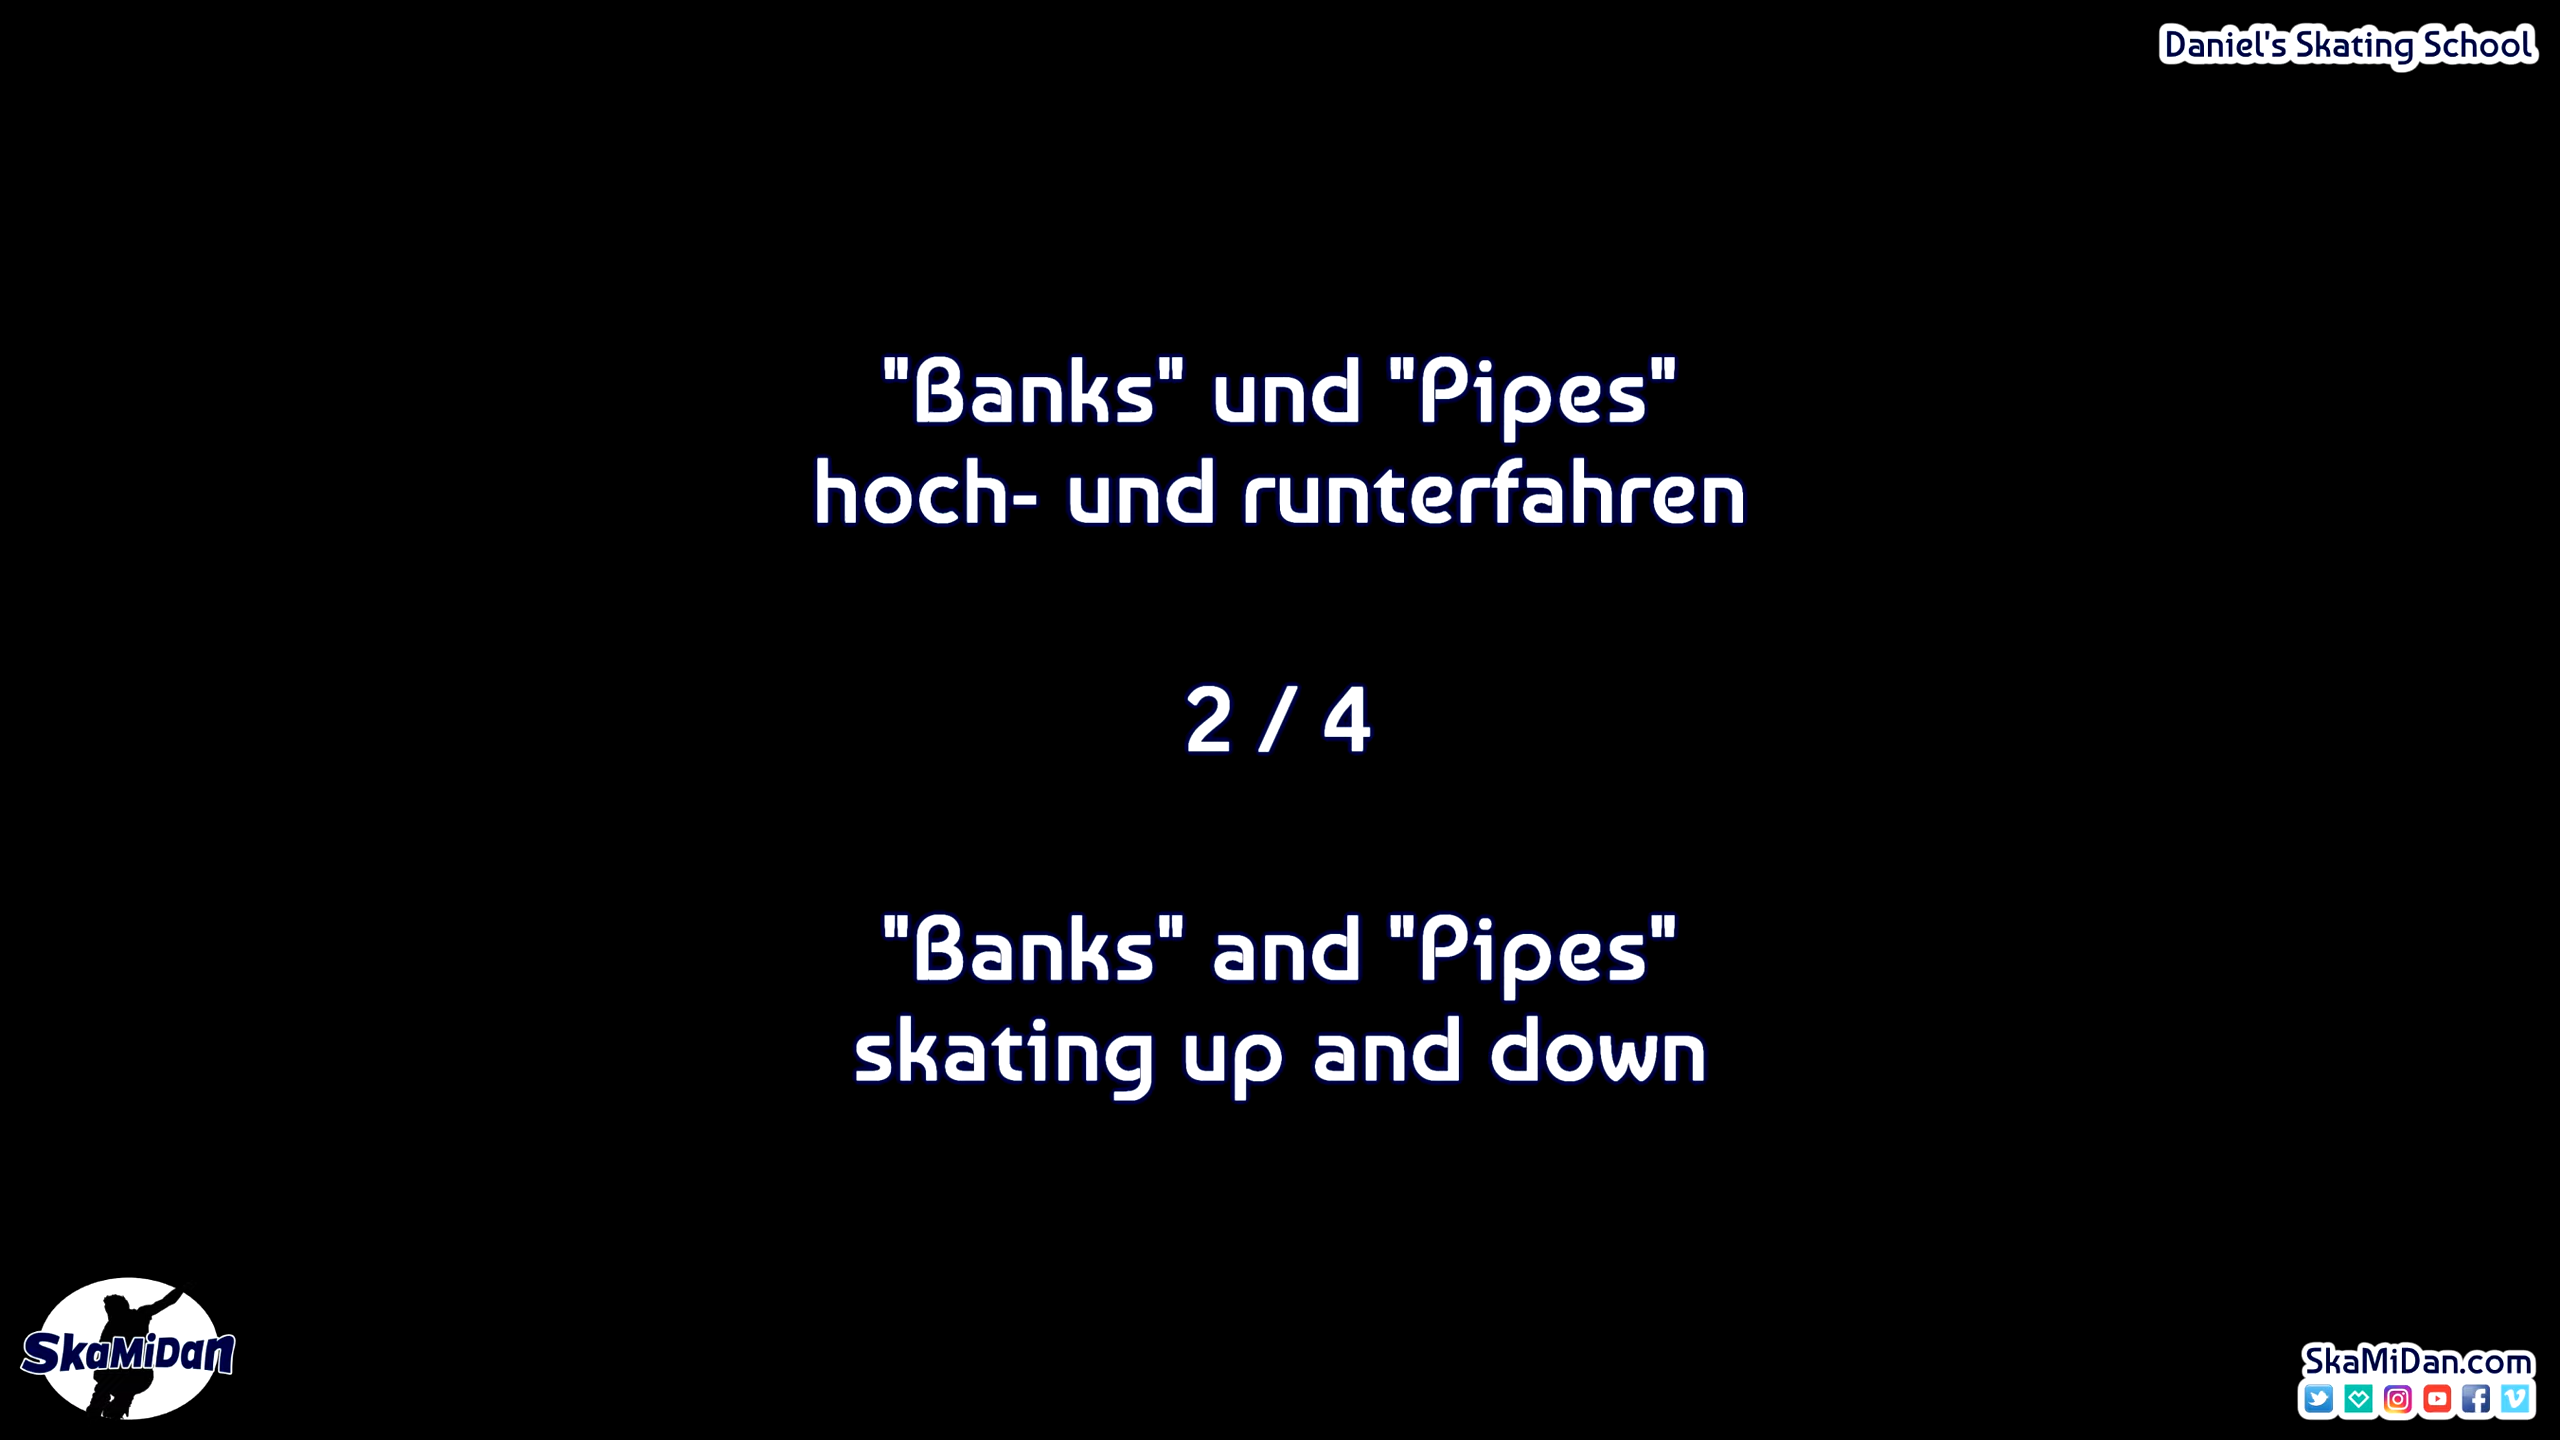 Daniel's Skating School
"Banks" und "Pipes"
hoch- und runterfahren
2 / 4
"Banks" and "Pipes"
skating up and down
SkaMiDan
SkaMiDan.com